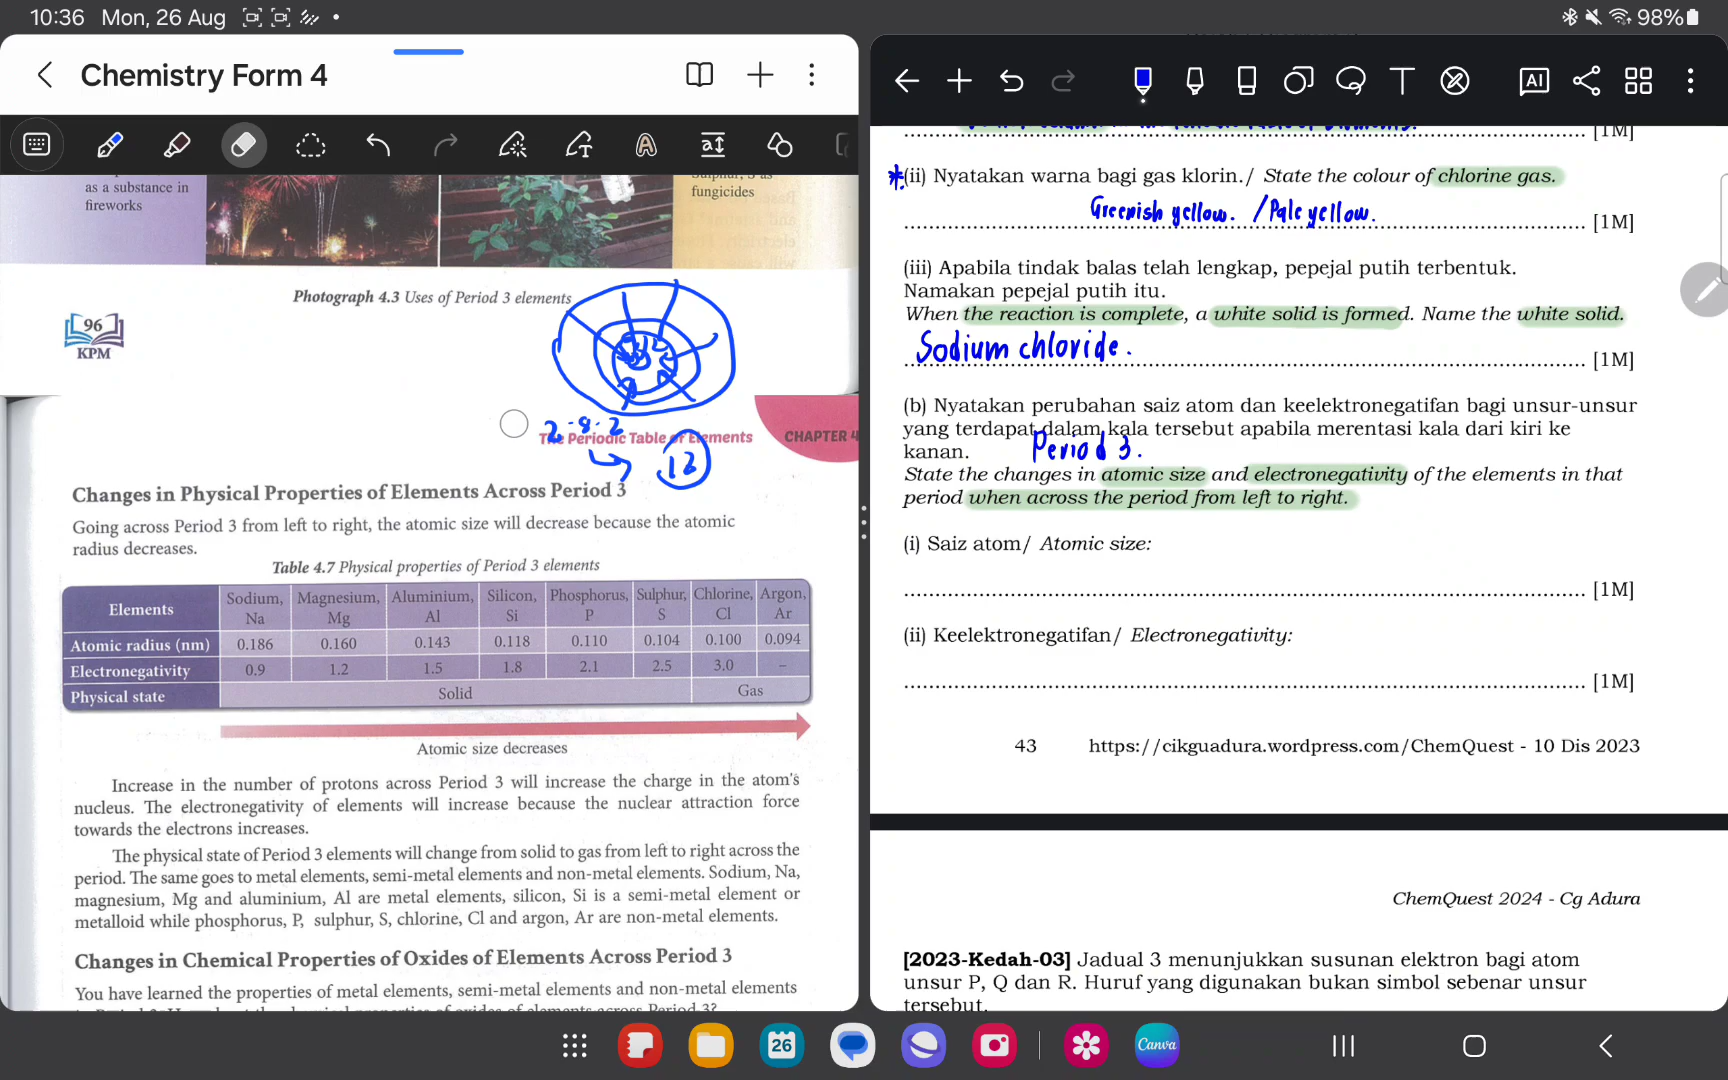 10:36 Mon, 26 Aug
98%
Chemistry Form 4
as a substance in
fireworks
fungicides
Photograph 4.3 Uses of Period 3 elements
96
KPM
2.8.2
12
The Periodic Table of Elements
CHAPTER 4
Changes in Physical Properties of Elements Across Period 3
Going across Period 3 from left to right, the atomic size will decrease because the atomic
radius decreases.
Table 4.7 Physical properties of Period 3 elements
Elements Sodium, Na Magnesium, Mg Aluminium, Al Silicon, Si Phosphorus, P Sulphur, S Chlorine, Cl Argon, Ar
Atomic radius (nm) 0.186 0.160 0.143 0.118 0.110 0.104 0.100 0.094
Electronegativity 0.9 1.2 1.5 1.8 2.1 2.5 3.0 –
Physical state Solid Gas
Atomic size decreases
Increase in the number of protons across Period 3 will increase the charge in the atom's
nucleus. The electronegativity of elements will increase because the nuclear attraction force
towards the electrons increases.
The physical state of Period 3 elements will change from solid to gas from left to right across the
period. The same goes to metal elements, semi-metal elements and non-metal elements. Sodium, Na,
magnesium, Mg and aluminium, Al are metal elements, silicon, Si is a semi-metal element or
metalloid while phosphorus, P, sulphur, S, chlorine, Cl and argon, Ar are non-metal elements.
Changes in Chemical Properties of Oxides of Elements Across Period 3
You have learned the properties of metal elements, semi-metal elements and non-metal elements
AI
[1M]
*(ii) Nyatakan warna bagi gas klorin./ State the colour of chlorine gas.
Greenish yellow. / Pale yellow.
[1M]
(iii) Apabila tindak balas telah lengkap, pepejal putih terbentuk.
Namakan pepejal putih itu.
When the reaction is complete, a white solid is formed. Name the white solid.
Sodium chloride.
[1M]
(b) Nyatakan perubahan saiz atom dan keelektronegatifan bagi unsur-unsur
yang terdapat dalam kala tersebut apabila merentasi kala dari kiri ke
kanan. Period 3.
State the changes in atomic size and electronegativity of the elements in that
period when across the period from left to right.
(i) Saiz atom/ Atomic size:
[1M]
(ii) Keelektronegatifan/ Electronegativity:
[1M]
43 https://cikguadura.wordpress.com/ChemQuest - 10 Dis 2023
ChemQuest 2024 - Cg Adura
[2023-Kedah-03] Jadual 3 menunjukkan susunan elektron bagi atom
unsur P, Q dan R. Huruf yang digunakan bukan simbol sebenar unsur
tersebut.
26
Canva